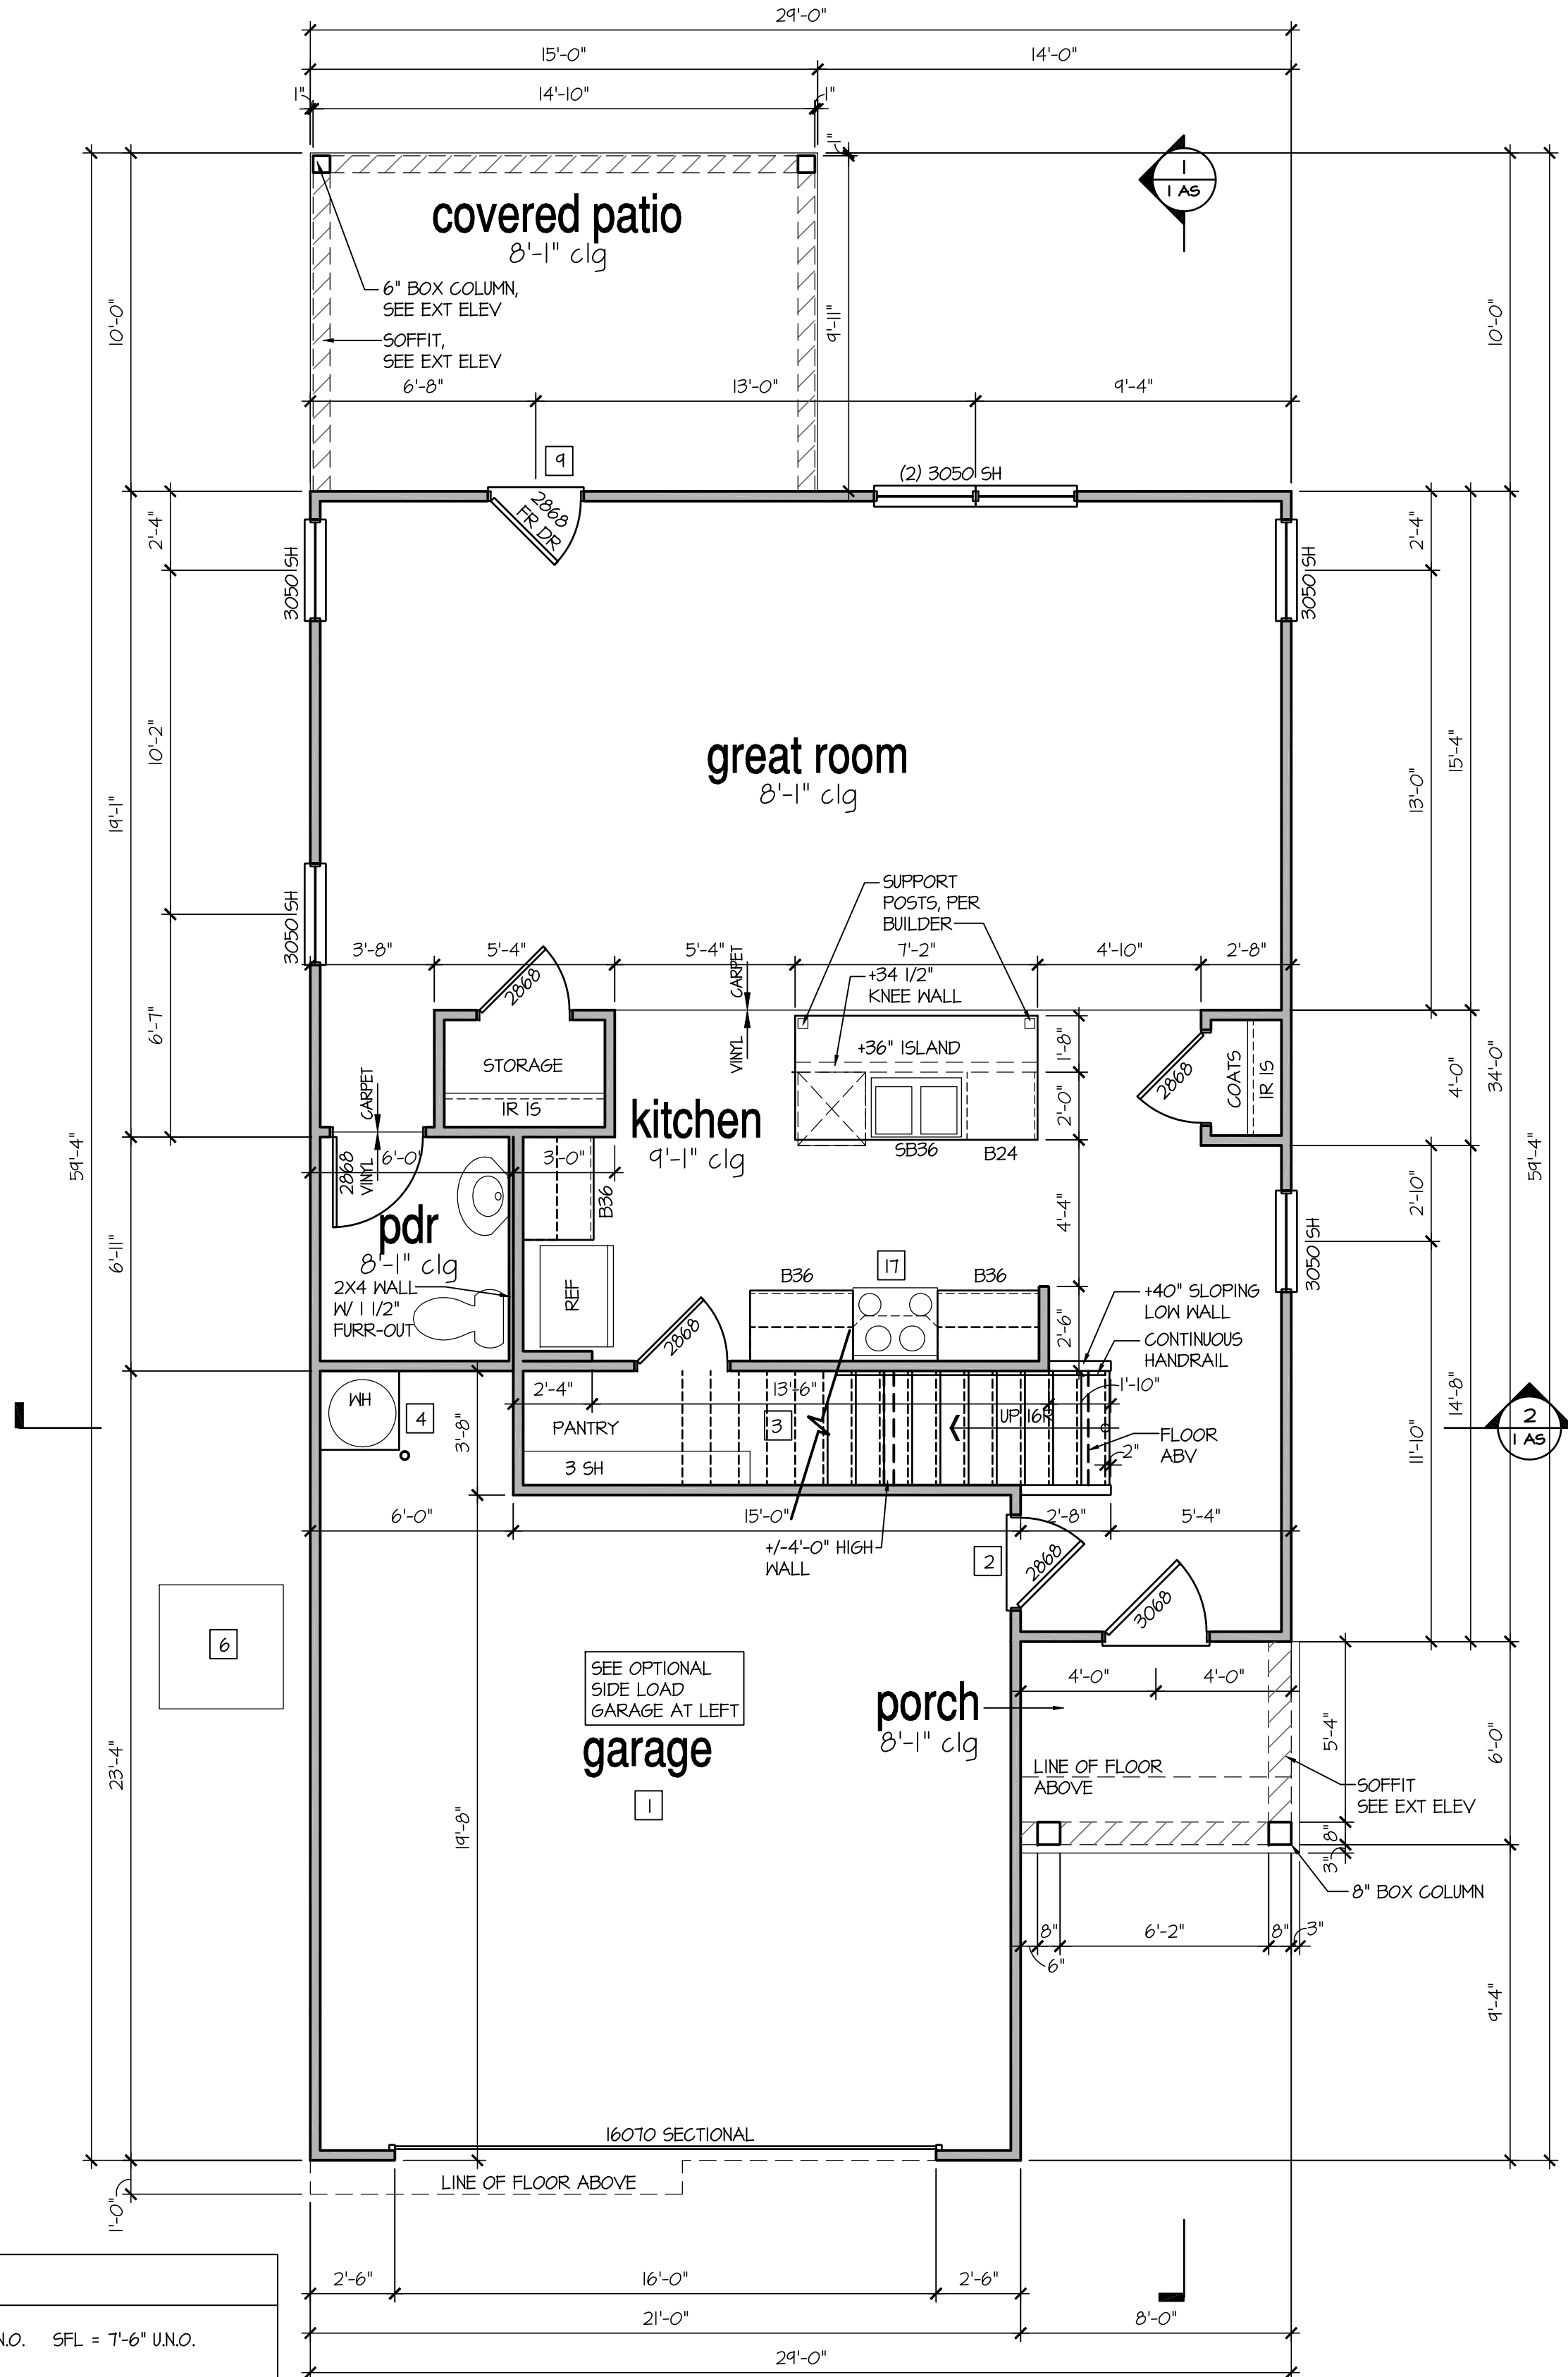 29'-0"
15'-0"
14'-0"
1"
14'-10"
1"
1"
1
1 AS
covered patio
8'-1" clg
6" BOX COLUMN,
SEE EXT ELEV
SOFFIT,
SEE EXT ELEV
10'-0"
9'-11"
10'-0"
6'-8"
13'-0"
9'-4"
9
(2) 3050 SH
2868
FR DR
2'-4"
3050 SH
3050 SH
2'-4"
10'-2"
19'-1"
great room
8'-1" clg
13'-0"
15'-4"
SUPPORT
POSTS, PER
BUILDER
3050 SH
3'-8"
5'-4"
5'-4"
CARPET
7'-2"
4'-10"
2'-8"
2868
+34 1/2"
KNEE WALL
6'-7"
VINYL
STORAGE
1R 1S
+36" ISLAND
1'-8"
2868
COATS
1R 1S
4'-0"
34'-0"
CARPET
kitchen
9'-1" clg
2'-0"
SB36
B24
59'-4"
59'-4"
6'-0"
3'-0"
2868
VINYL
B36
pdr
8'-1" clg
2X4 WALL
W/ 1 1/2"
FURR-OUT
6'-11"
REF
4'-4"
2'-10"
3050 SH
B36
17
B36
2868
2'-6"
+40" SLOPING
LOW WALL
CONTINUOUS
HANDRAIL
WH
4
3'-8"
2'-4"
13'-6"
1'-10"
PANTRY
3
UP 16R
3 SH
FLOOR
ABV
2"
11'-10"
14'-8"
2
1 AS
6'-0"
15'-0"
2'-8"
5'-4"
+/-4'-0" HIGH
WALL
2
2868
3068
6
SEE OPTIONAL
SIDE LOAD
GARAGE AT LEFT
garage
1
porch
8'-1" clg
4'-0"
4'-0"
LINE OF FLOOR
ABOVE
5'-4"
6'-0"
SOFFIT
SEE EXT ELEV
8"
3"
8" BOX COLUMN
23'-4"
19'-8"
8"
6'-2"
8"
3"
6"
9'-4"
16070 SECTIONAL
LINE OF FLOOR ABOVE
1'-0"
2'-6"
16'-0"
2'-6"
21'-0"
8'-0"
N.O. SFL = 7'-6" U.N.O.
29'-0"